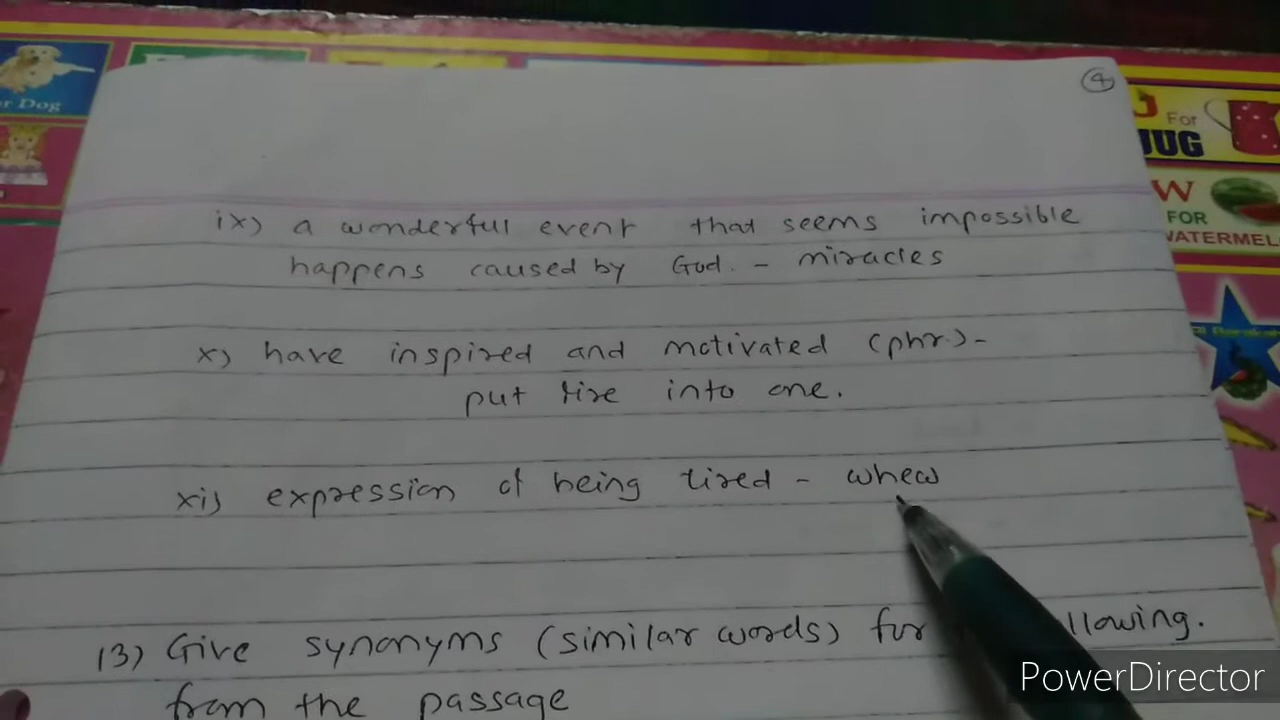 4
r Dog
J For
JUG
W
FOR
WATERMEL
ix) a wonderful event that seems impossible
happens caused by God. - miracles
x) have inspired and motivated (phr.)-
put fire into one.
xi) expression of being tired - whew
13) Give synonyms (similar words) for llowing.
from the passage
PowerDirector